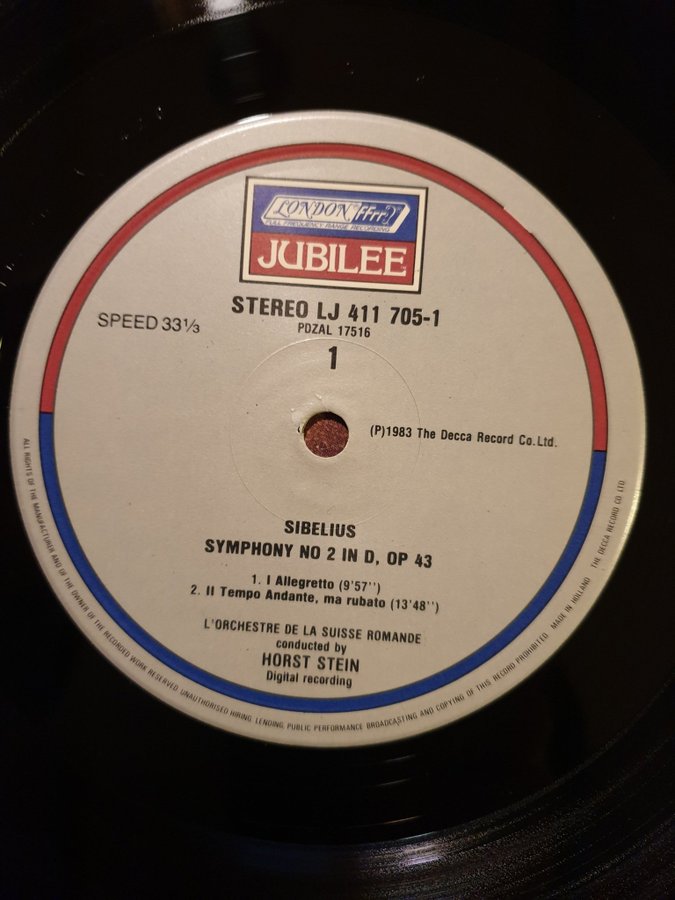 LONDON ffrr
FULL FREQUENCY RANGE RECORDING
JUBILEE™
STEREO LJ 411 705-1
PDZAL 17516
SPEED 33⅓
1
(P)1983 The Decca Record Co.Ltd.
SIBELIUS
SYMPHONY NO 2 IN D, OP 43
1. I Allegretto (9'57'')
2. II Tempo Andante, ma rubato (13'48'')
L'ORCHESTRE DE LA SUISSE ROMANDE
conducted by
HORST STEIN
Digital recording
ALL RIGHTS OF THE MANUFACTURER AND OF THE OWNER OF THE RECORDED WORK RESERVED. UNAUTHORISED HIRING, LENDING, PUBLIC PERFORMANCE BROADCASTING AND COPYING OF THIS RECORD PROHIBITED. MADE IN HOLLAND THE DECCA RECORD CO LTD.